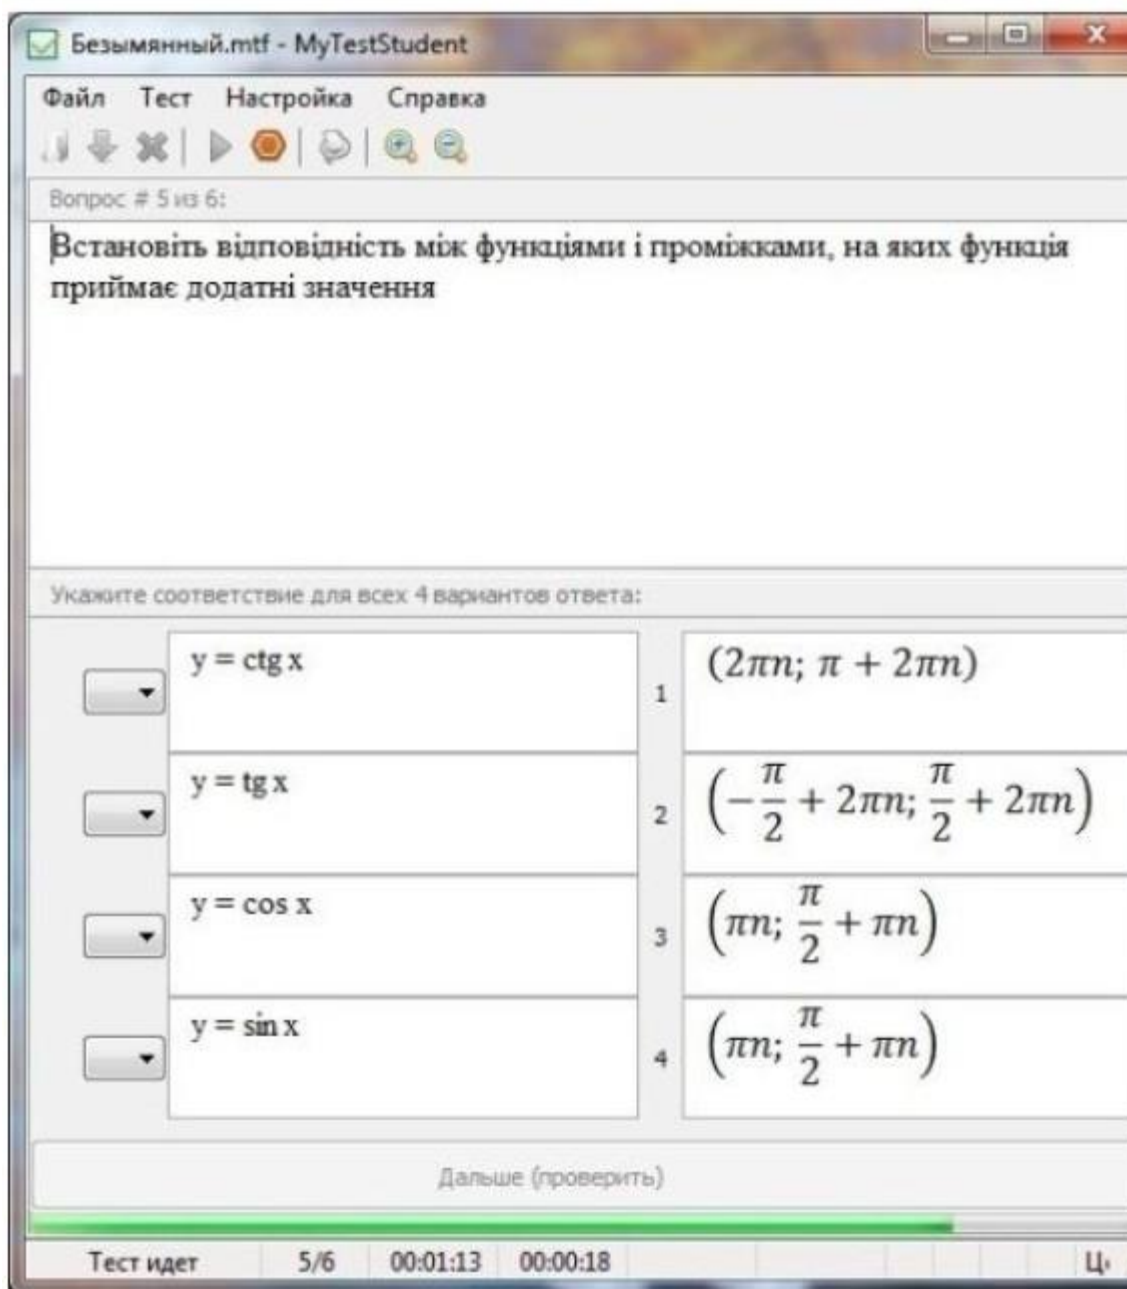 Безымянный.mtf - MyTestStudent
Файл Тест Настройка Справка
Вопрос # 5 из 6:
Встановіть відповідність між функціями і проміжками, на яких функція
приймає додатні значення
Укажите соответствие для всех 4 вариантов ответа:
y = ctg x
1
(2πn; π + 2πn)
y = tg x
2
(-π/2 + 2πn; π/2 + 2πn)
y = cos x
3
(πn; π/2 + πn)
y = sin x
4
(πn; π/2 + πn)
Дальше (проверить)
Тест идет 5/6 00:01:13 00:00:18